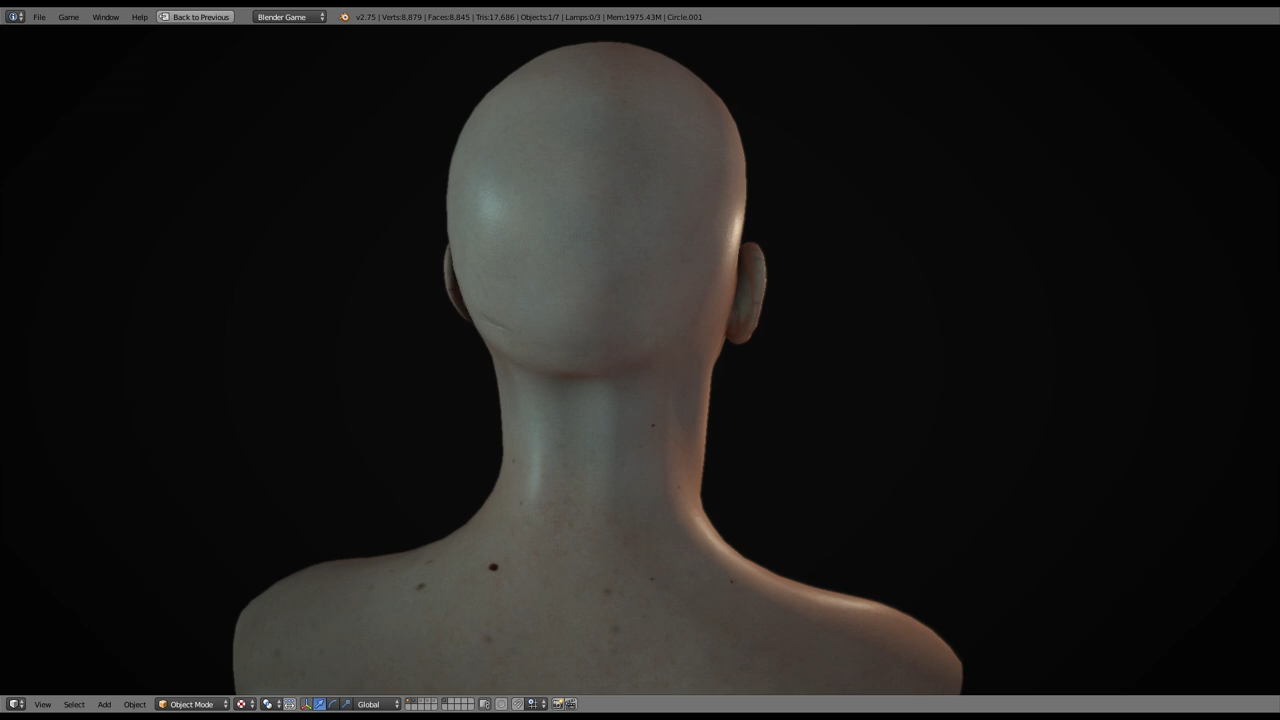 File Game Window Help Back to Previous Blender Game v2.75 | Verts:8,879 | Faces:8,845 | Tris:17,686 | Objects:1/7 | Lamps:0/3 | Mem:1975.43M | Circle.001
View Select Add Object Object Mode Global